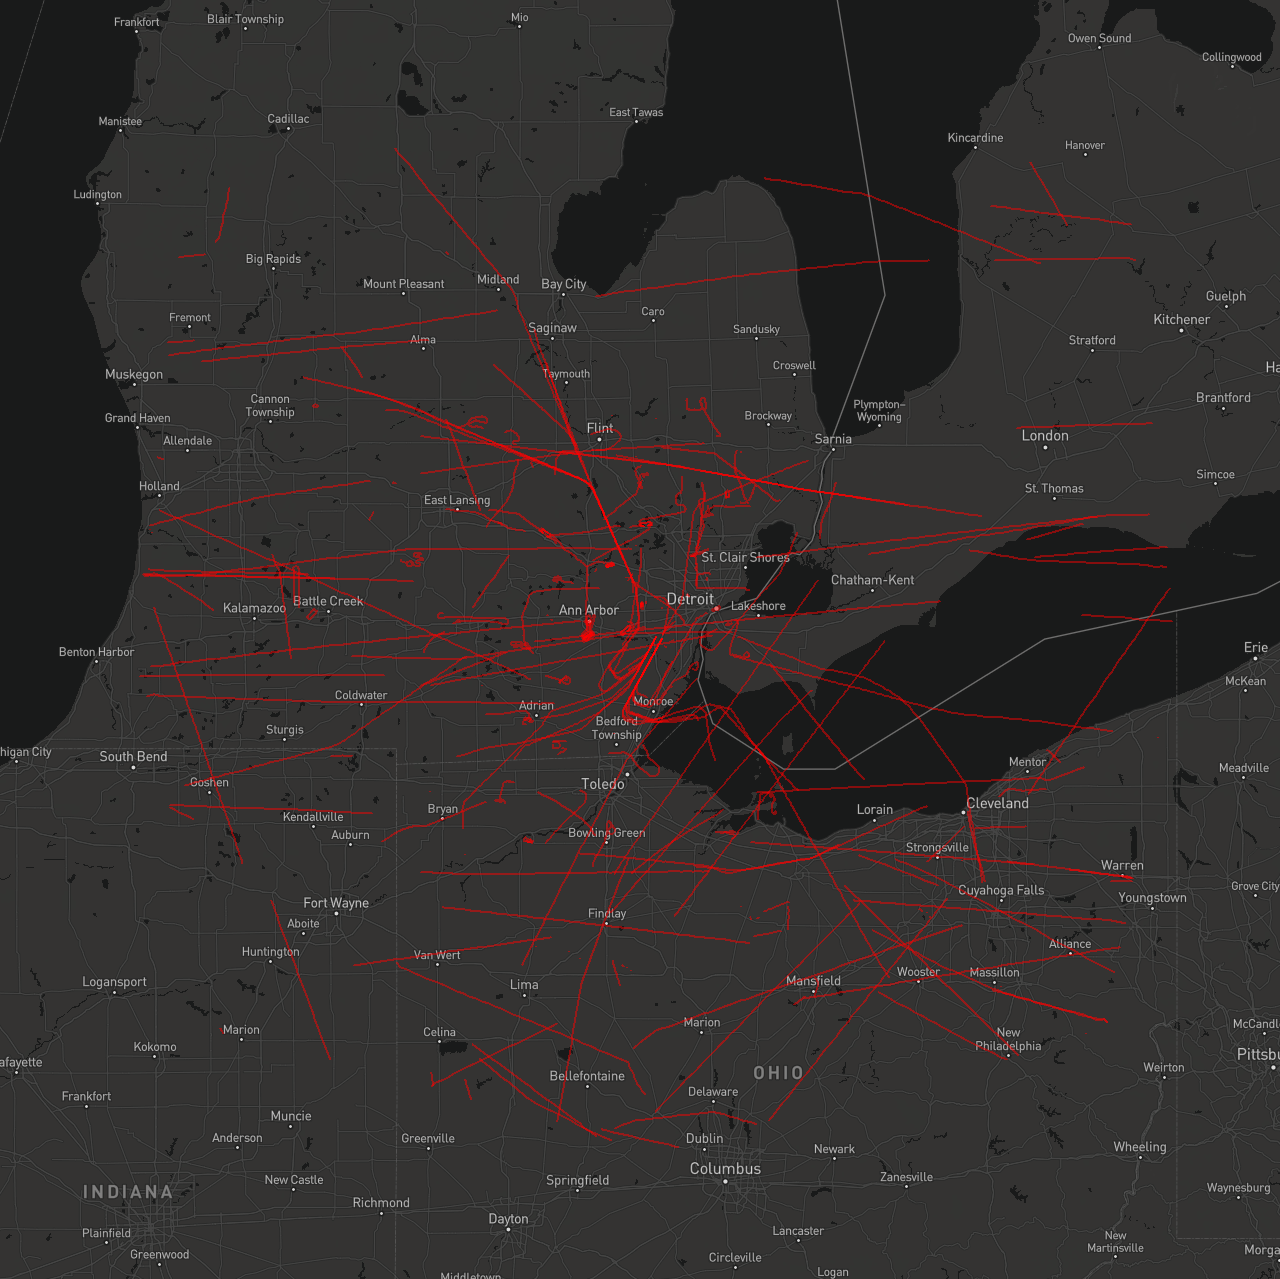 Frankfort
Blair Township
Mio
Owen Sound
Collingwood
Manistee
Cadillac
East Tawas
Kincardine
Hanover
Ludington
Big Rapids
Mount Pleasant
Midland
Bay City
Guelph
Fremont
Alma
Saginaw
Caro
Sandusky
Kitchener
Stratford
Muskegon
Taymouth
Croswell
Ha
Cannon
Township
Plympton–
Wyoming
Brantford
Grand Haven
Allendale
Flint
Brockway
Sarnia
London
Holland
East Lansing
St. Thomas
Simcoe
St. Clair Shores
Chatham-Kent
Kalamazoo
Battle Creek
Ann Arbor
Detroit
Lakeshore
Benton Harbor
Erie
McKean
Coldwater
Adrian
Monroe
Sturgis
Bedford
Township
higan City
South Bend
Goshen
Toledo
Mentor
Meadville
Kendallville
Auburn
Bryan
Bowling Green
Lorain
Cleveland
Strongsville
Warren
Cuyahoga Falls
Youngstown
Grove City
Fort Wayne
Aboite
Findlay
Huntington
Van Wert
Alliance
Logansport
Lima
Mansfield
Wooster
Massillon
Marion
Celina
Marion
New
Philadelphia
McCandl
Kokomo
afayette
Pittsbu
Frankfort
Bellefontaine
OHIO
Delaware
Weirton
Muncie
Anderson
Greenville
Dublin
Newark
Wheeling
INDIANA
New Castle
Richmond
Springfield
Columbus
Zanesville
Waynesburg
Plainfield
Greenwood
Dayton
Lancaster
Circleville
New
Martinsville
Morga
Middletown
Logan